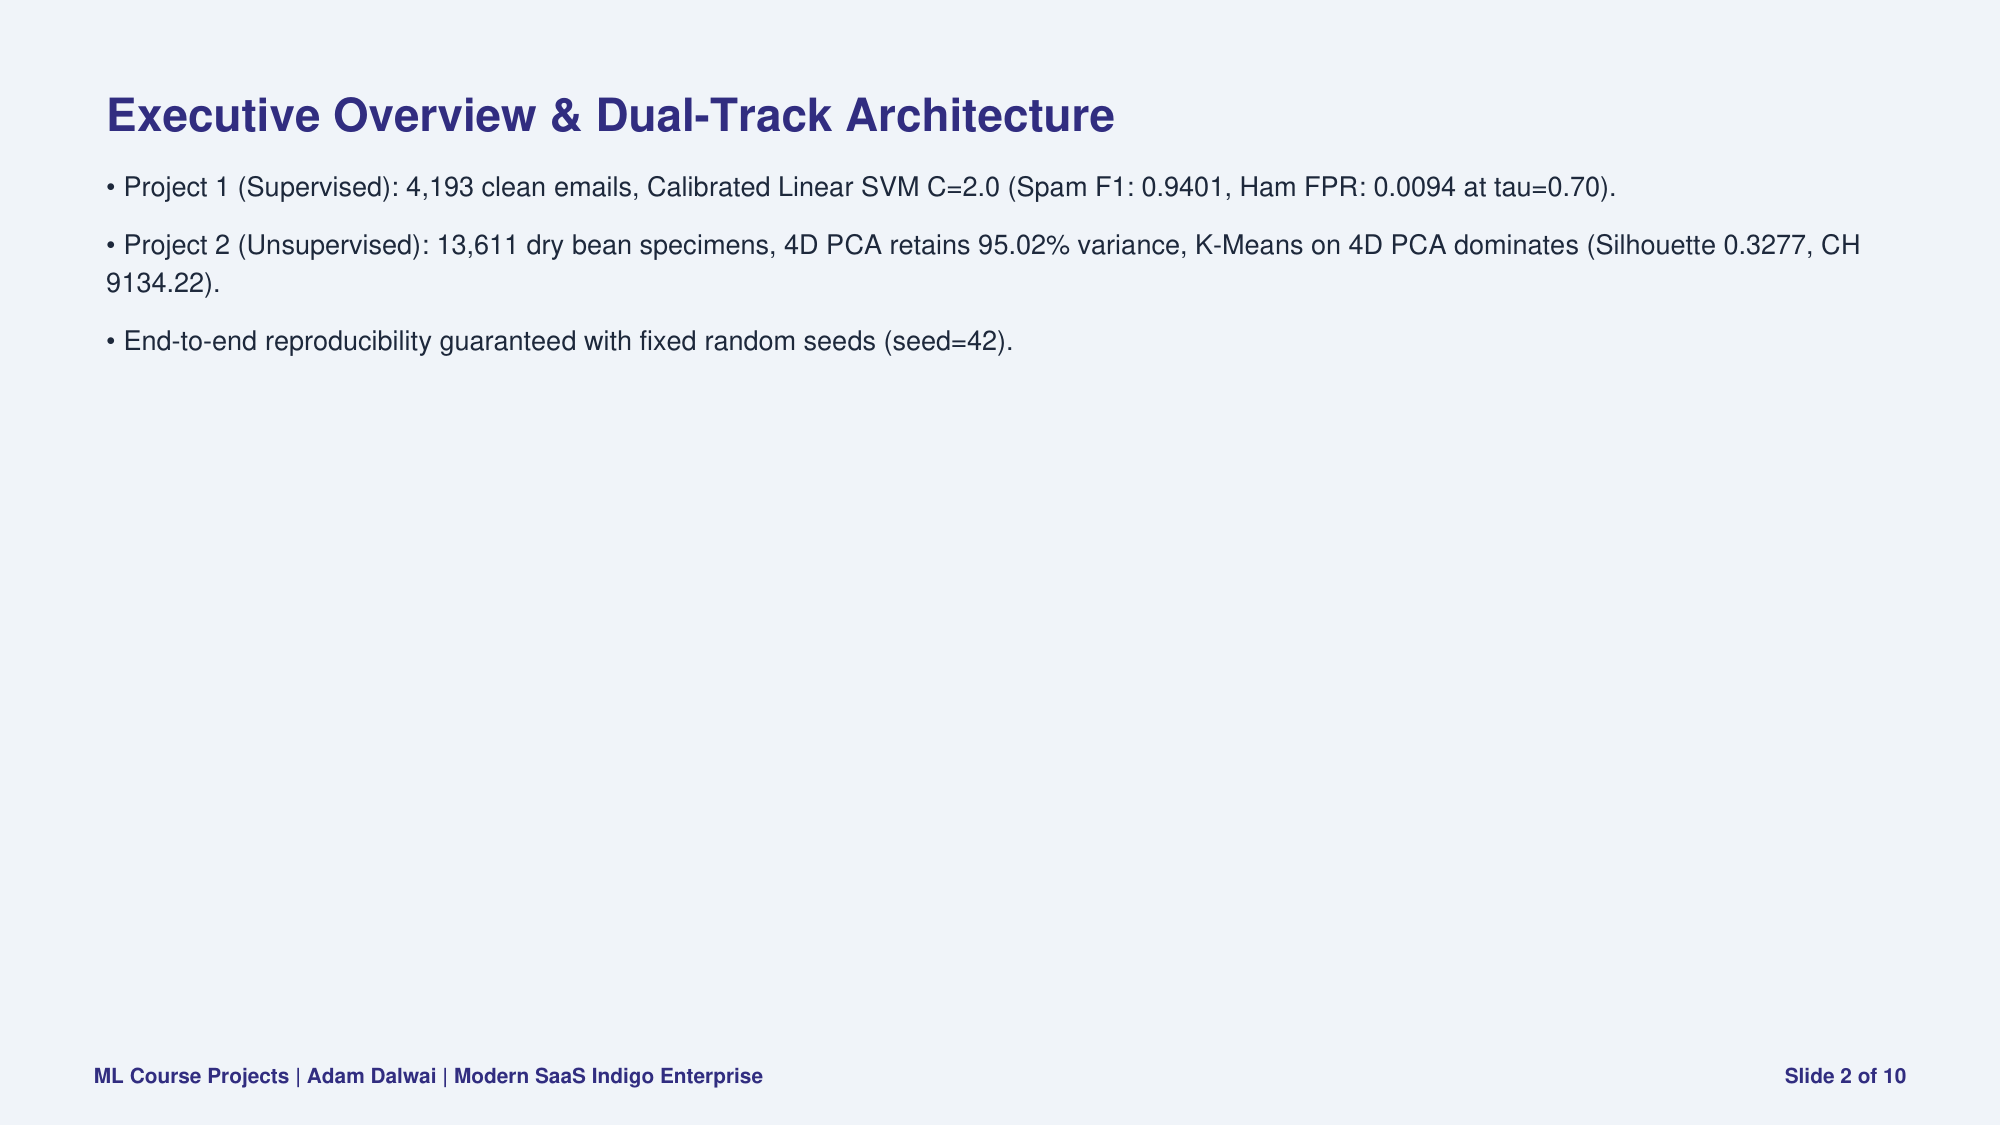 Executive Overview & Dual-Track Architecture
• Project 1 (Supervised): 4,193 clean emails, Calibrated Linear SVM C=2.0 (Spam F1: 0.9401, Ham FPR: 0.0094 at tau=0.70).
• Project 2 (Unsupervised): 13,611 dry bean specimens, 4D PCA retains 95.02% variance, K-Means on 4D PCA dominates (Silhouette 0.3277, CH
9134.22).
• End-to-end reproducibility guaranteed with fixed random seeds (seed=42).
ML Course Projects | Adam Dalwai | Modern SaaS Indigo Enterprise
Slide 2 of 10